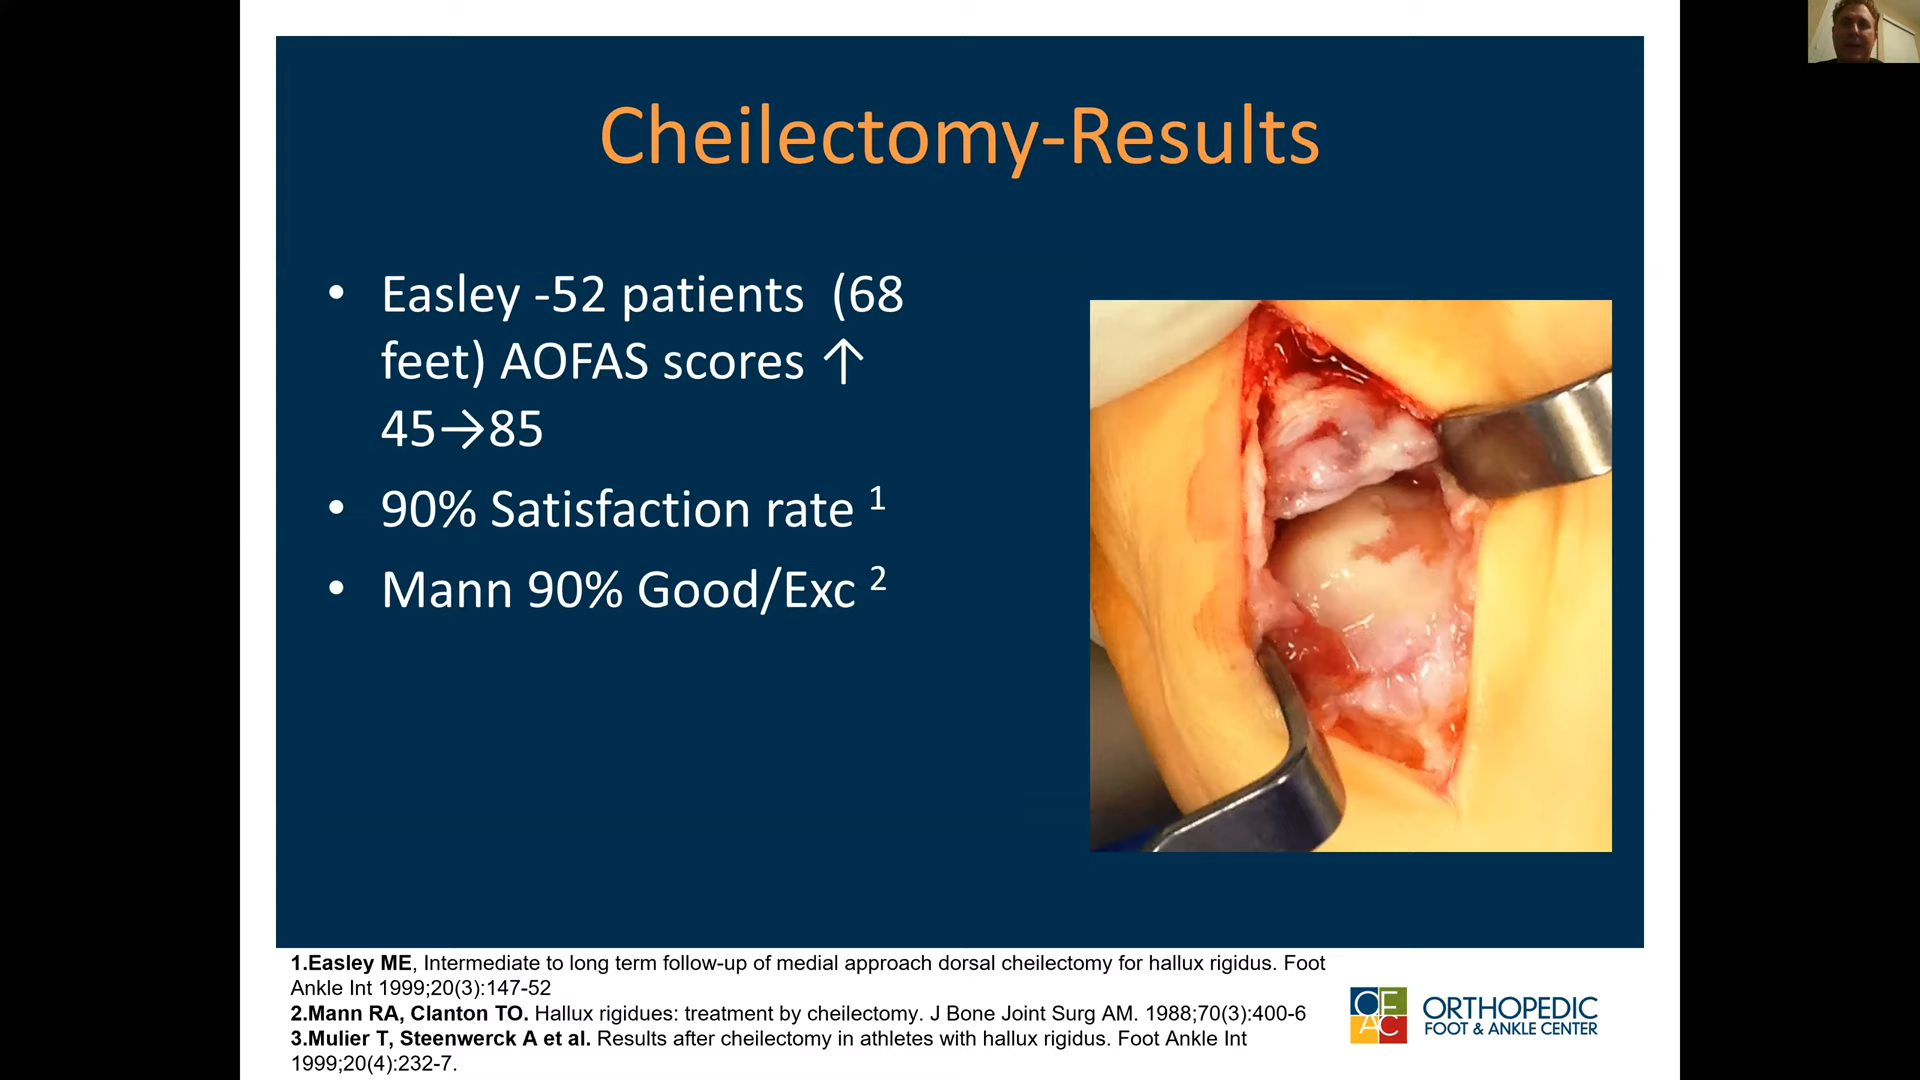 Cheilectomy-Results
• Easley -52 patients  (68
feet) AOFAS scores ↑
45→85
• 90% Satisfaction rate ¹
• Mann 90% Good/Exc ²
1.Easley ME, Intermediate to long term follow-up of medial approach dorsal cheilectomy for hallux rigidus. Foot
Ankle Int 1999;20(3):147-52
2.Mann RA, Clanton TO. Hallux rigidues: treatment by cheilectomy. J Bone Joint Surg AM. 1988;70(3):400-6
3.Mulier T, Steenwerck A et al. Results after cheilectomy in athletes with hallux rigidus. Foot Ankle Int
1999;20(4):232-7.
OF
AC
ORTHOPEDIC
FOOT & ANKLE CENTER